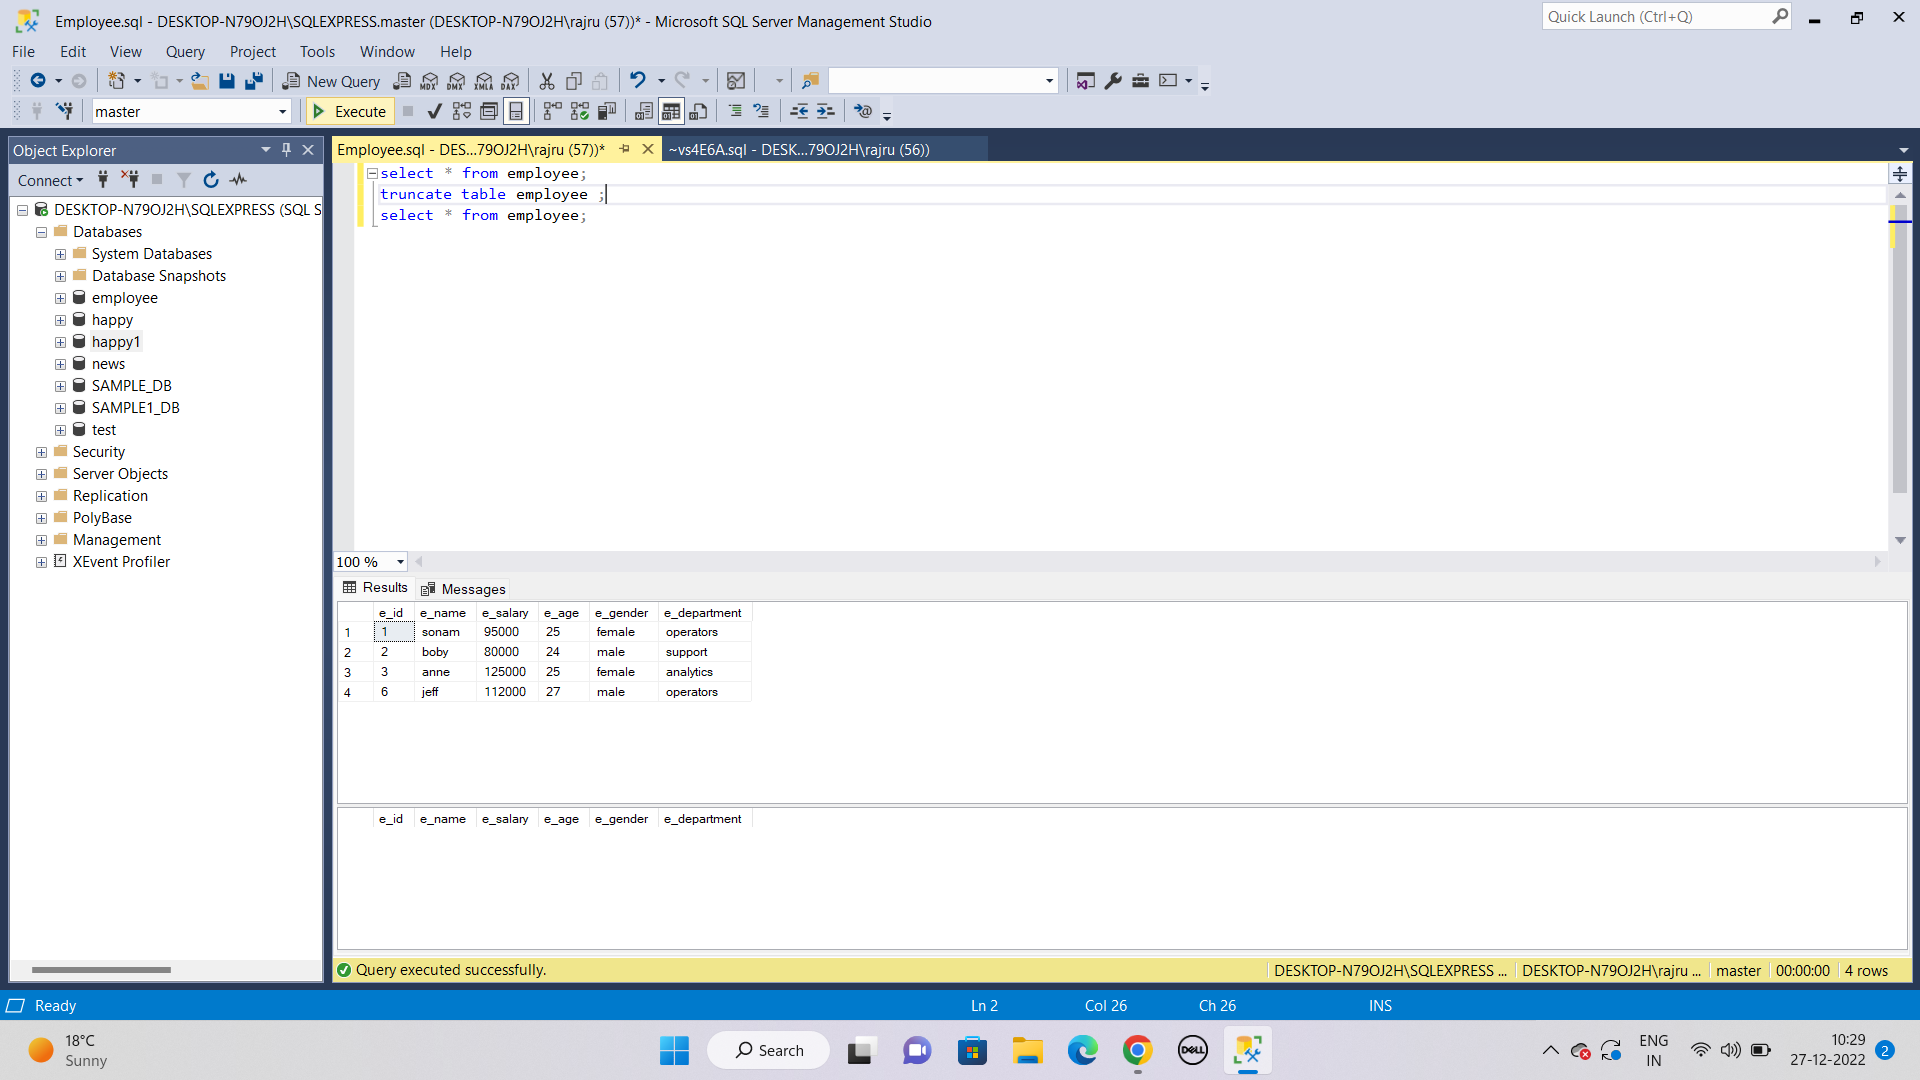 Employee.sql - DESKTOP-N79OJ2H\SQLEXPRESS.master (DESKTOP-N79OJ2H\rajru (57))* - Microsoft SQL Server Management Studio
Quick Launch (Ctrl+Q)
File Edit View Query Project Tools Window Help
New Query
MDX DMX XMLA DAX
master
Execute
Object Explorer
Employee.sql - DES...79OJ2H\rajru (57))*
~vs4E6A.sql - DESK...79OJ2H\rajru (56))
Connect
DESKTOP-N79OJ2H\SQLEXPRESS (SQL S
Databases
System Databases
Database Snapshots
employee
happy
happy1
news
SAMPLE_DB
SAMPLE1_DB
test
Security
Server Objects
Replication
PolyBase
Management
XEvent Profiler
select * from employee;
truncate table employee ;
select * from employee;
100 %
Results Messages
e_id e_name e_salary e_age e_gender e_department
1 1 sonam 95000 25 female operators
2 2 boby 80000 24 male support
3 3 anne 125000 25 female analytics
4 6 jeff 112000 27 male operators
e_id e_name e_salary e_age e_gender e_department
Query executed successfully.
DESKTOP-N79OJ2H\SQLEXPRESS ... DESKTOP-N79OJ2H\rajru ... master 00:00:00 4 rows
Ready Ln 2 Col 26 Ch 26 INS
18°C
Sunny
Search
DELL
ENG
IN
10:29
27-12-2022
2